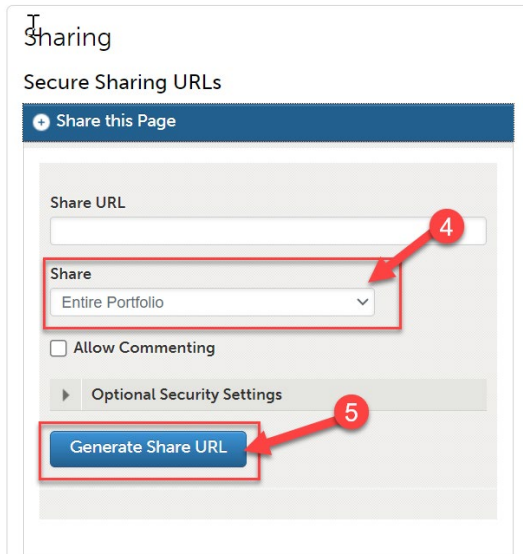 Sharing
Secure Sharing URLs
Share this Page
Share URL
4
Share
Entire Portfolio
Allow Commenting
Optional Security Settings
5
Generate Share URL